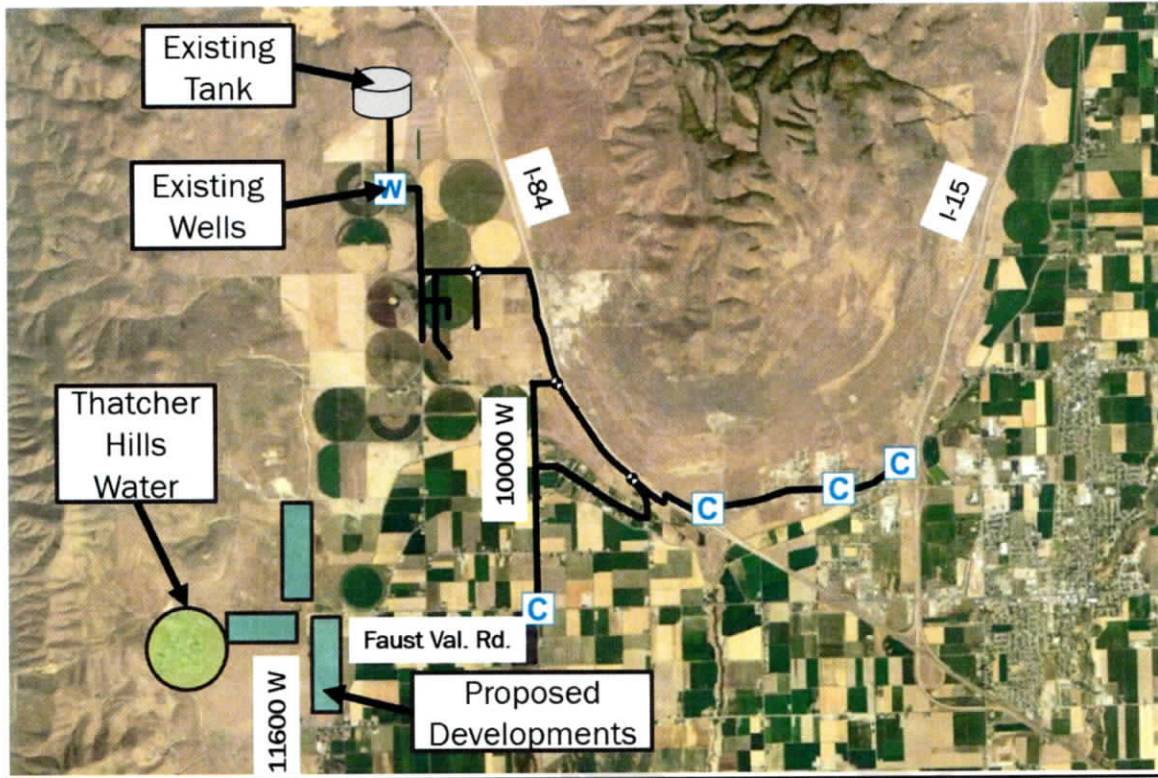 Existing
Tank
Existing
Wells
W
I-84
I-15
Thatcher
Hills
Water
10000 W
C
C
C
C
Faust Val. Rd.
11600 W
Proposed
Developments